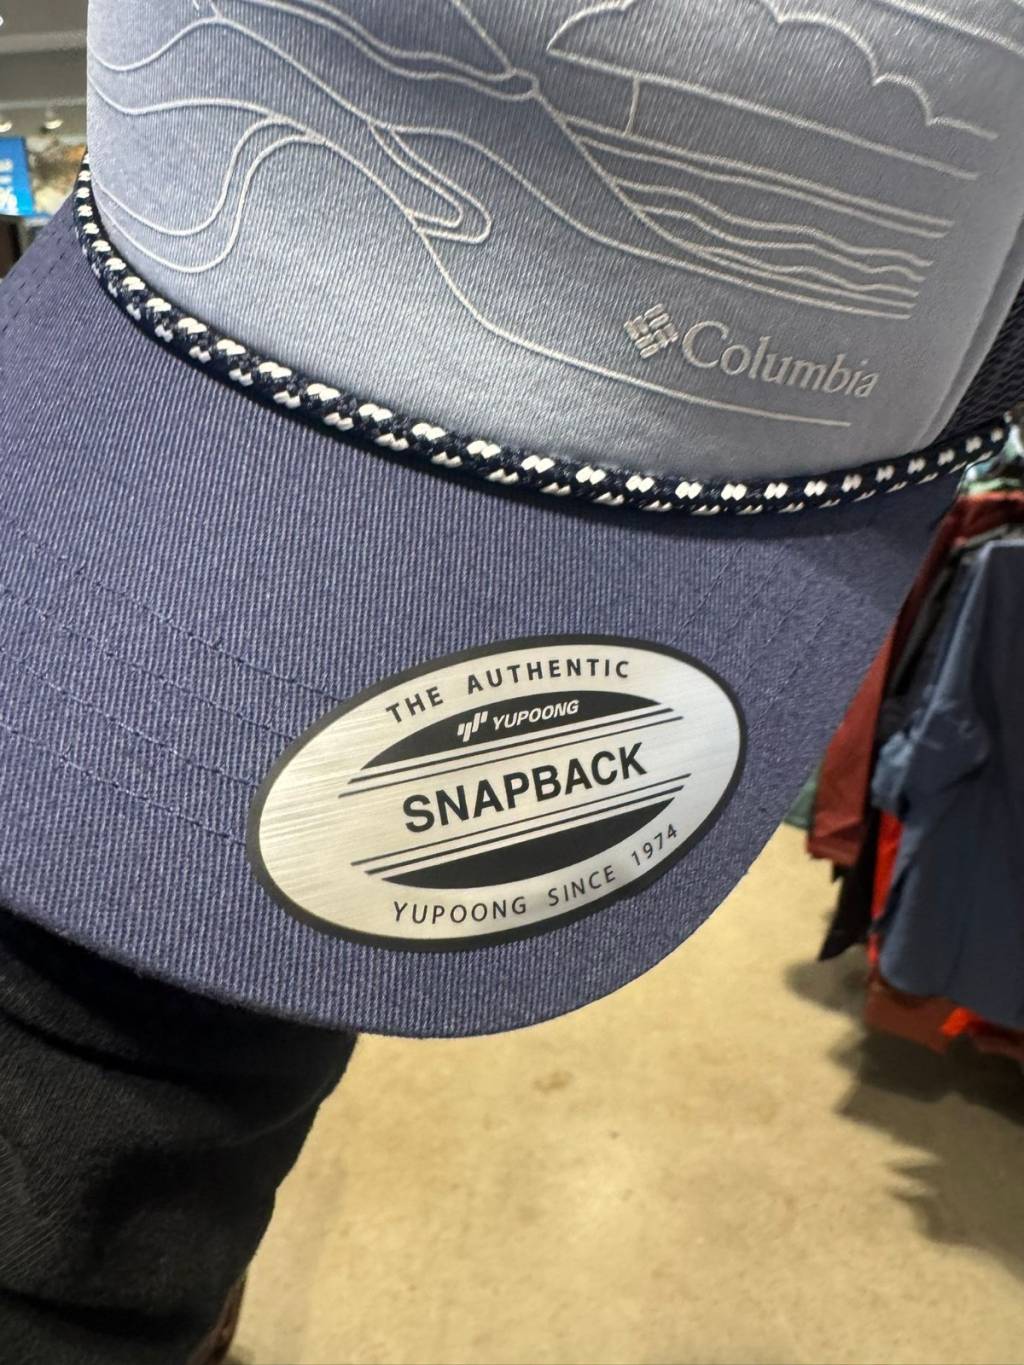 Columbia
THE AUTHENTIC
YUPOONG
SNAPBACK
YUPOONG SINCE 1974